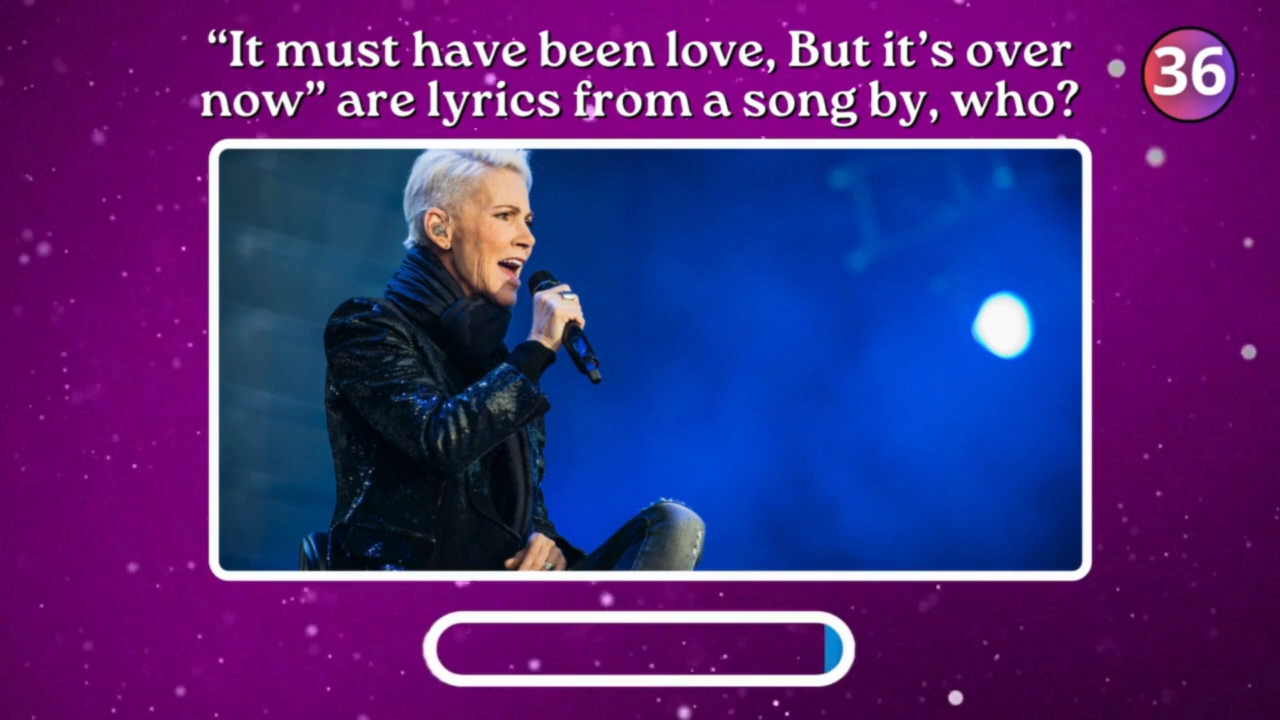 “It must have been love, But it’s over
now” are lyrics from a song by, who?
36